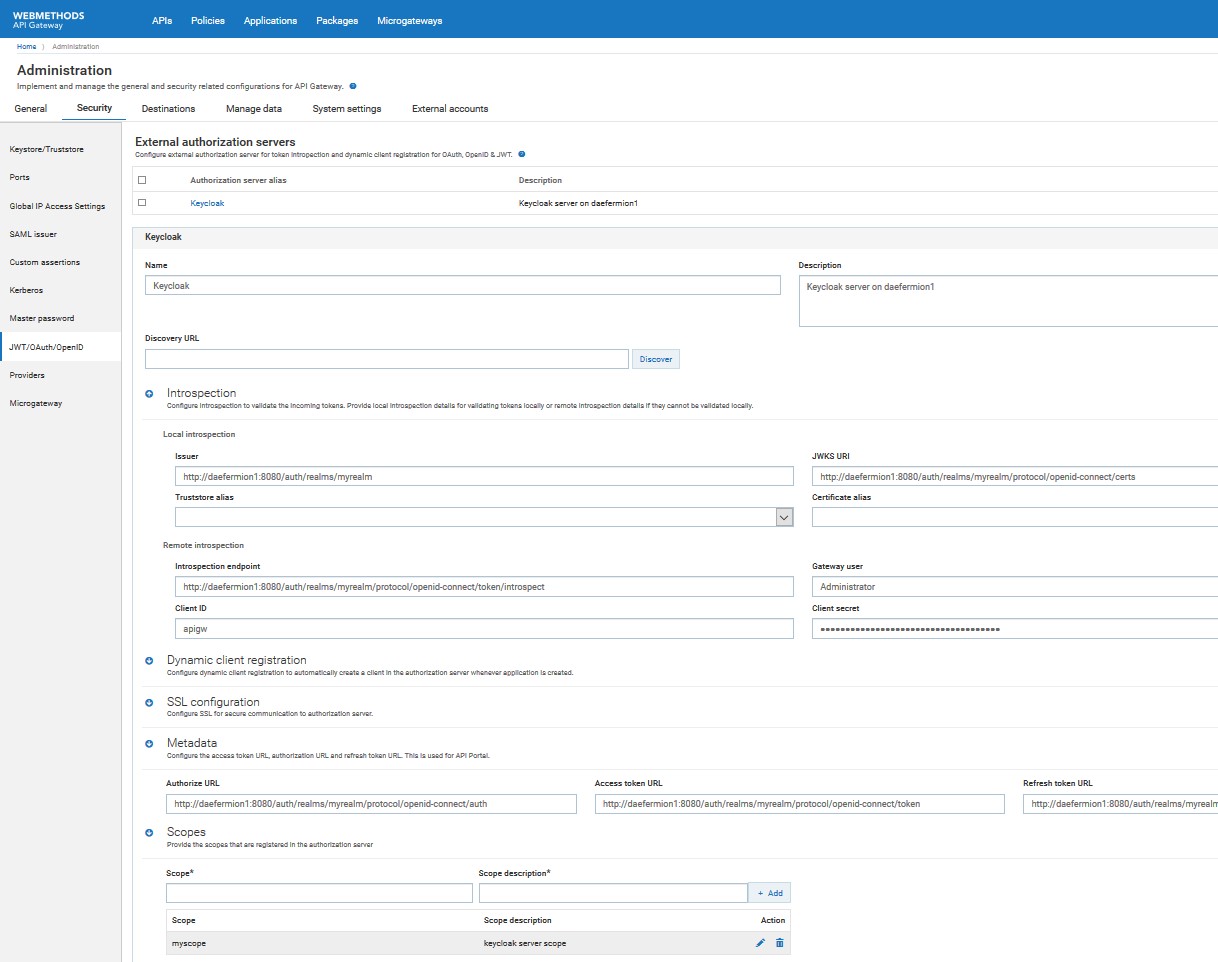 WEBMETHODS
API Gateway
APIs Policies Applications Packages Microgateways
Home Administration
Administration
Implement and manage the general and security related configurations for API Gateway.
General Security Destinations Manage data System settings External accounts
Keystore/Truststore
Ports
Global IP Access Settings
SAML issuer
Custom assertions
Kerberos
Master password
JWT/OAuth/OpenID
Providers
Microgateway
External authorization servers
Configure external authorization server for token intropection and dynamic client registration for OAuth, OpenID & JWT.
Authorization server alias Description
Keycloak Keycloak server on daefermion1
Keycloak
Name Description
Keycloak Keycloak server on daefermion1
Discovery URL
Discover
Introspection
Configure introspection to validate the incoming tokens. Provide local introspection details for validating tokens locally or remote introspection details if they cannot be validated locally.
Local introspection
Issuer JWKS URI
http://daefermion1:8080/auth/realms/myrealm http://daefermion1:8080/auth/realms/myrealm/protocol/openid-connect/certs
Truststore alias Certificate alias
Remote introspection
Introspection endpoint Gateway user
http://daefermion1:8080/auth/realms/myrealm/protocol/openid-connect/token/introspect Administrator
Client ID Client secret
apigw
Dynamic client registration
Configure dynamic client registration to automatically create a client in the authorization server whenever application is created.
SSL configuration
Configure SSL for secure communication to authorization server.
Metadata
Configure the access token URL, authorization URL and refresh token URL. This is used for API Portal.
Authorize URL Access token URL Refresh token URL
http://daefermion1:8080/auth/realms/myrealm/protocol/openid-connect/auth http://daefermion1:8080/auth/realms/myrealm/protocol/openid-connect/token http://daefermion1:8080/auth/realms/myrealm
Scopes
Provide the scopes that are registered in the authorization server
Scope* Scope description*
+ Add
Scope Scope description Action
myscope keycloak server scope